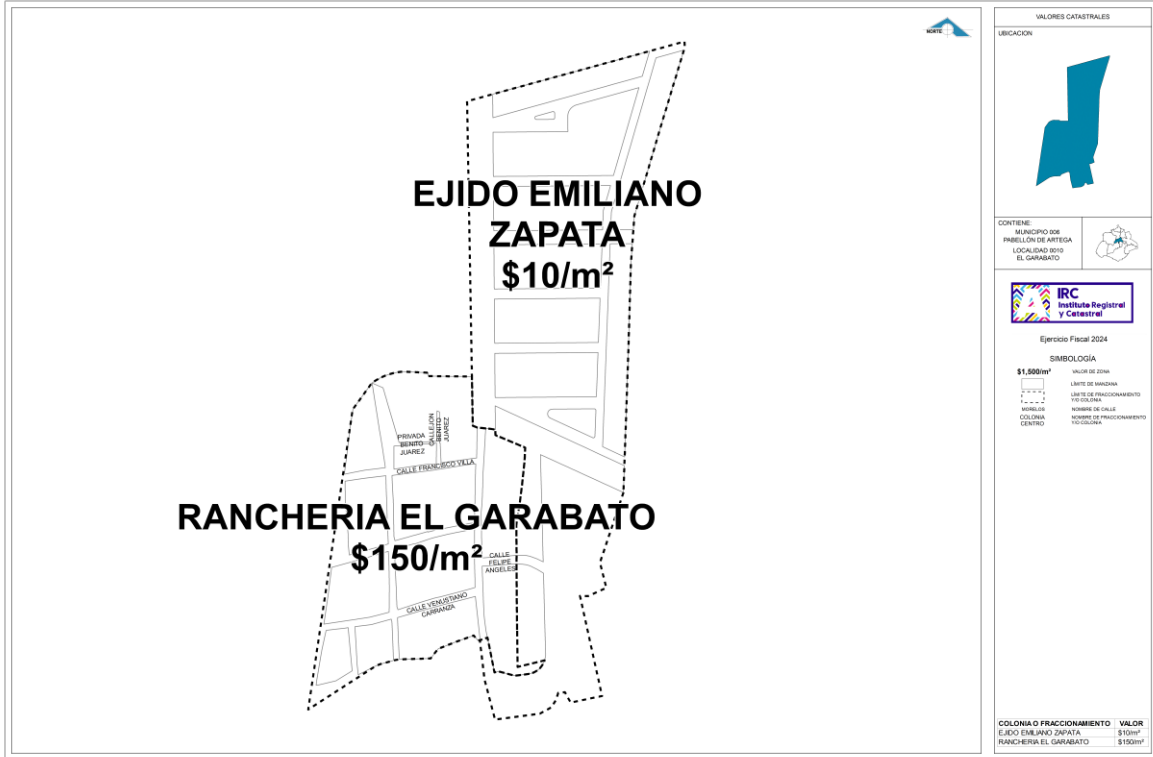 NORTE
EJIDO EMILIANO
ZAPATA
$10/m²
PRIVADA
BENITO
JUAREZ
CALLEJON
BENITO
JUAREZ
CALLE FRANCISCO VILLA
RANCHERIA EL GARABATO
$150/m²
CALLE
FELIPE
ANGELES
CALLE VENUSTIANO
CARRANZA
VALORES CATASTRALES
UBICACION
CONTIENE:
MUNICIPIO 006
PABELLÓN DE ARTEGA
LOCALIDAD 0010
EL GARABATO
IRC
Instituto Registral
y Catastral
Ejercicio Fiscal 2024
SIMBOLOGÍA
$1,500/m² VALOR DE ZONA
LÍMITE DE MANZANA
LÍMITE DE FRACCIONAMIENTO
Y/O COLONIA
MORELOS NOMBRE DE CALLE
COLONIA
CENTRO
NOMBRE DE FRACCIONAMIENTO
Y/O COLONIA
COLONIA O FRACCIONAMIENTO VALOR
EJIDO EMILIANO ZAPATA $10/m²
RANCHERIA EL GARABATO $150/m²